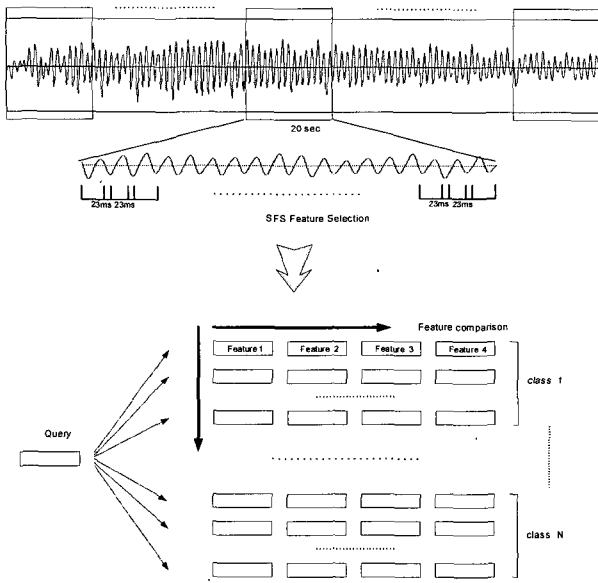 20 sec
23ms 23ms
23ms 23ms
SFS Feature Selection
Feature comparison
Feature 1 Feature 2 Feature 3 Feature 4
class 1
Query
class N